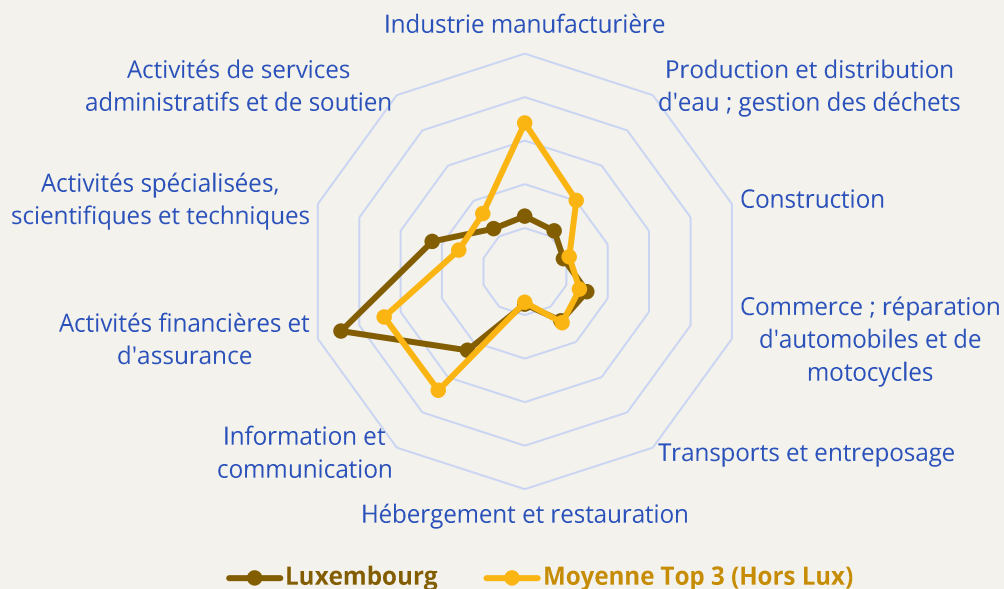 Industrie manufacturière
Activités de services
administratifs et de soutien
Production et distribution
d'eau ; gestion des déchets
Activités spécialisées,
scientifiques et techniques
Construction
Activités financières et
d'assurance
Commerce ; réparation
d'automobiles et de
motocycles
Information et
communication
Transports et entreposage
Hébergement et restauration
Luxembourg
Moyenne Top 3 (Hors Lux)